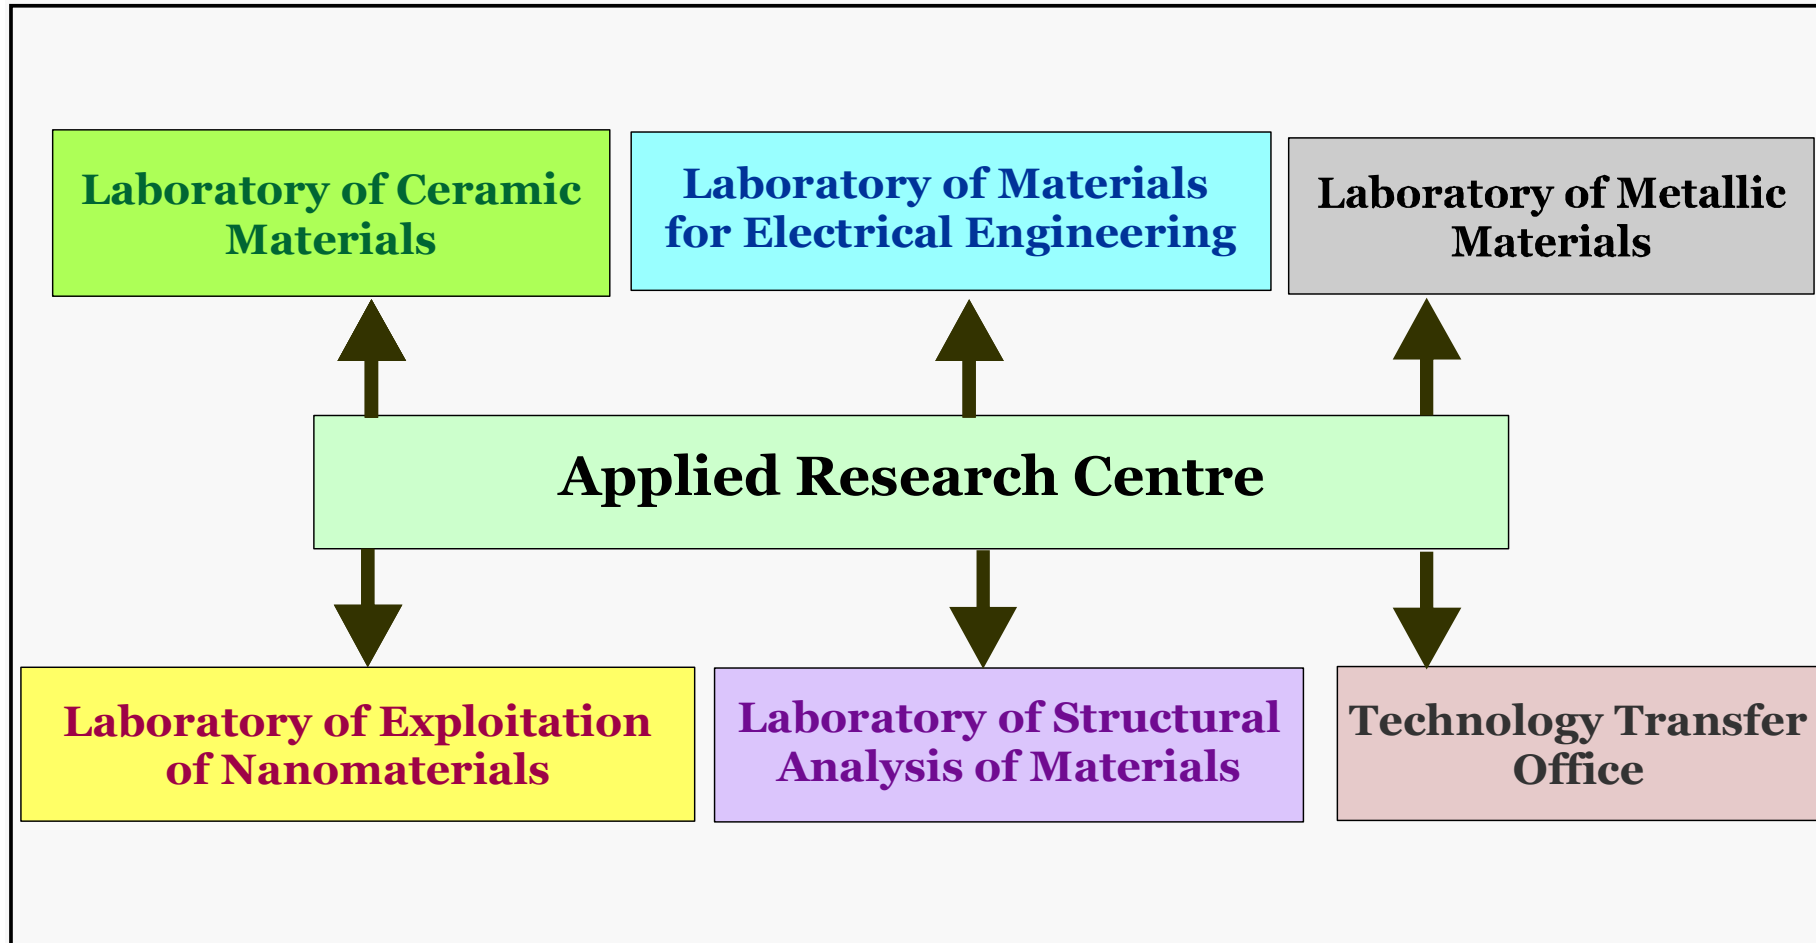 Laboratory of Ceramic
Materials
Laboratory of Materials
for Electrical Engineering
Laboratory of Metallic
Materials
Applied Research Centre
Laboratory of Exploitation
of Nanomaterials
Laboratory of Structural
Analysis of Materials
Technology Transfer
Office